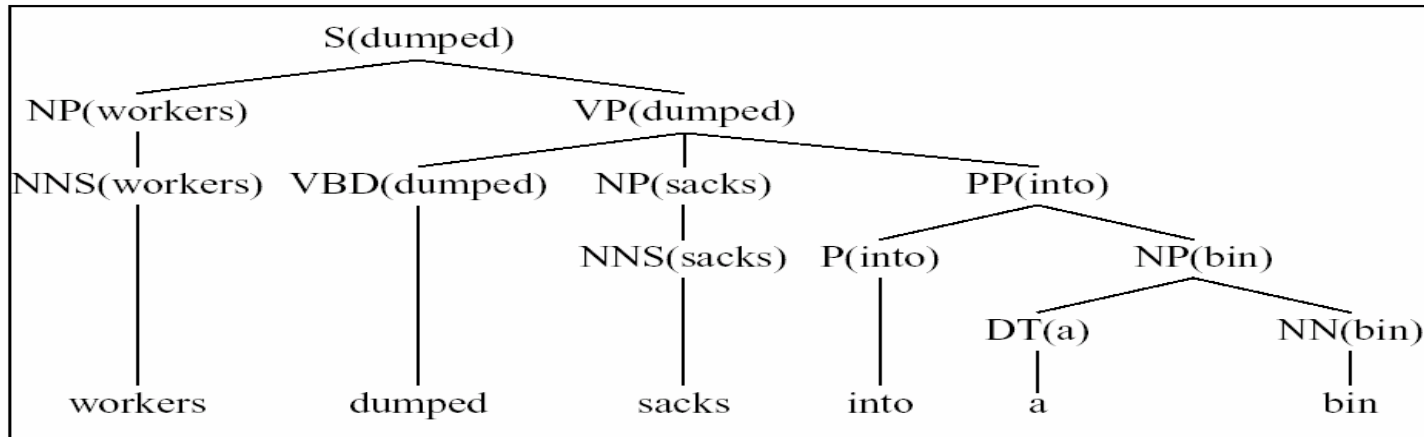 S(dumped)
NP(workers) VP(dumped)
NNS(workers) VBD(dumped) NP(sacks) PP(into)
NNS(sacks) P(into) NP(bin)
DT(a) NN(bin)
workers dumped sacks into a bin